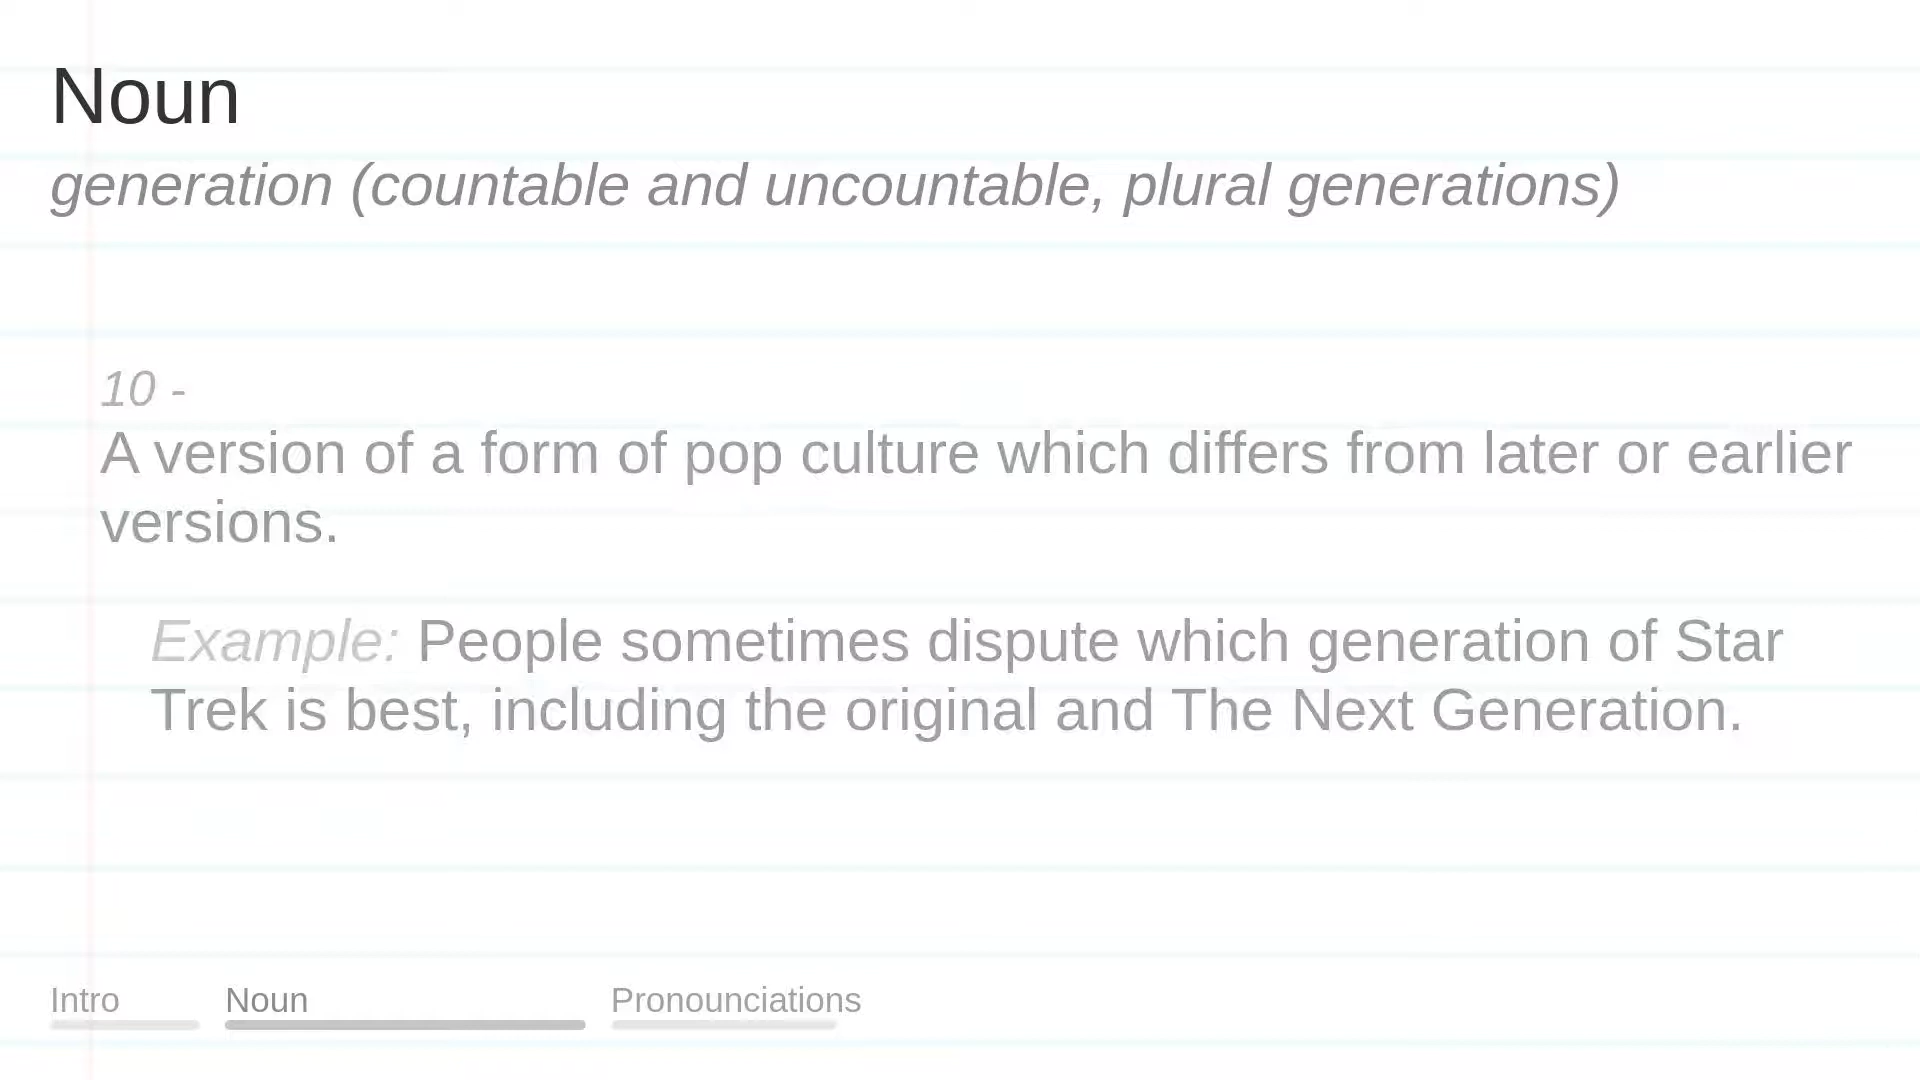 Noun
generation (countable and uncountable, plural generations)
10 -
A version of a form of pop culture which differs from later or earlier
versions.
Example: People sometimes dispute which generation of Star
Trek is best, including the original and The Next Generation.
Intro
Noun
Pronounciations